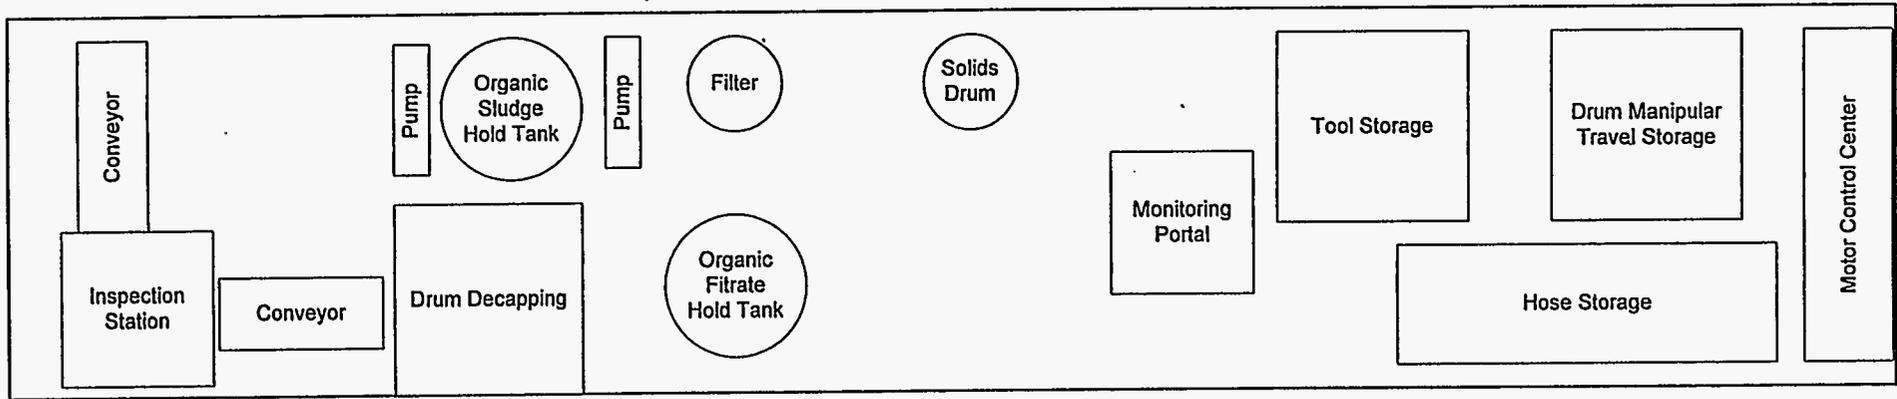 Conveyor
Inspection
Station
Conveyor
Pump
Organic
Sludge
Hold Tank
Drum Decapping
Pump
Filter
Organic
Fitrate
Hold Tank
Solids
Drum
Monitoring
Portal
Tool Storage
Drum Manipular
Travel Storage
Hose Storage
Motor Control Center